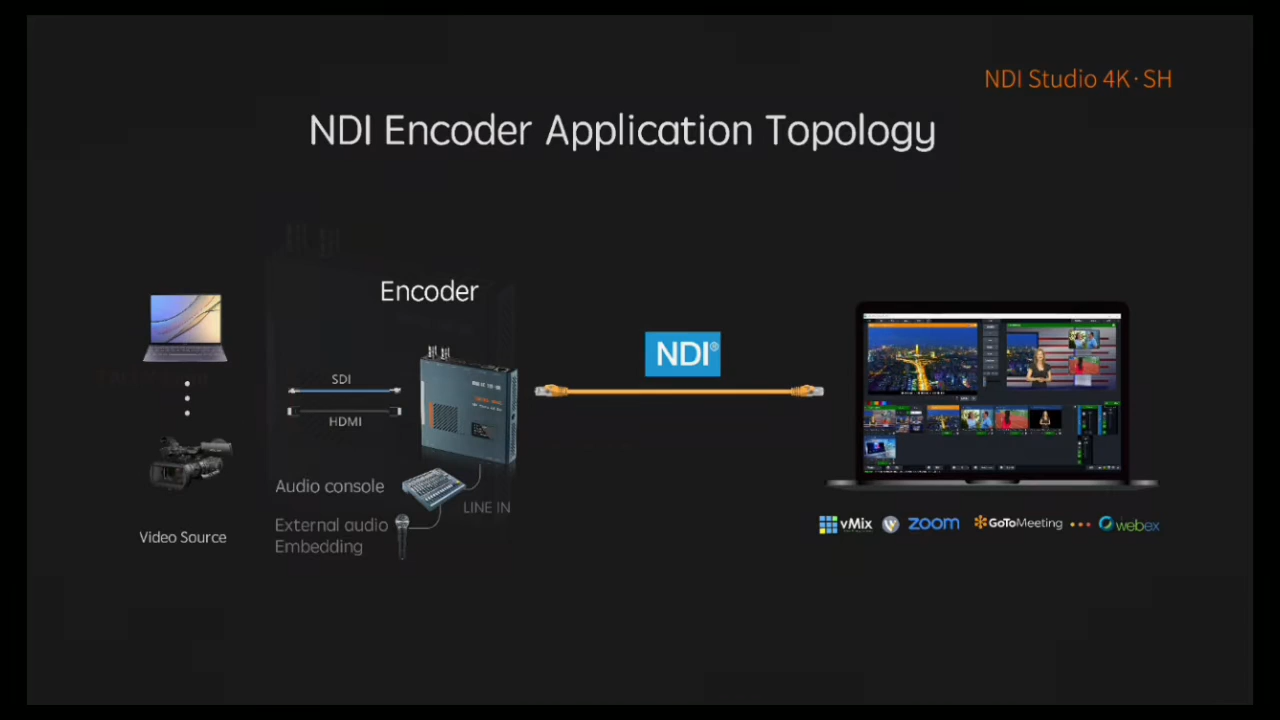 NDI Studio 4K·SH
NDI Encoder Application Topology
Encoder
NDI®
SDI
HDMI
Audio console
LINE IN
External audio
Embedding
Video Source
vMix
zoom
GoToMeeting
webex